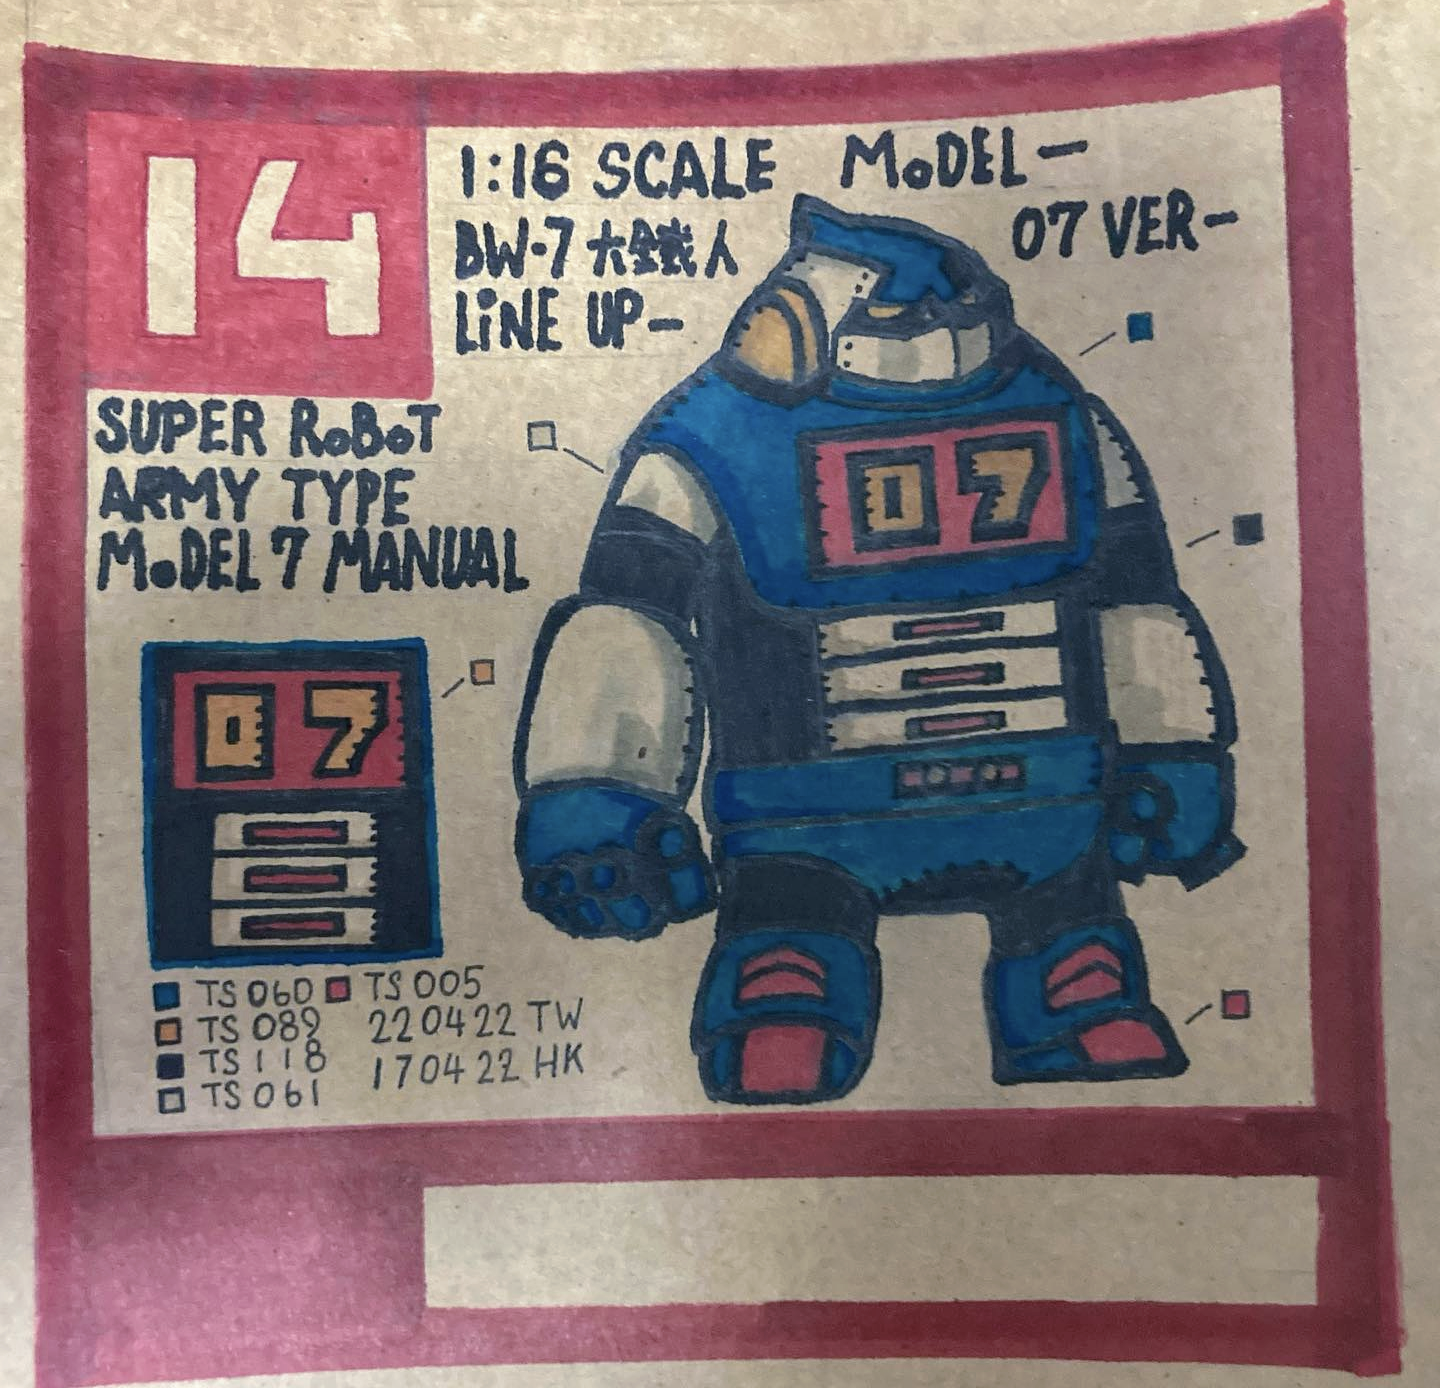 14
1:16 SCALE MODEL-
BW-7 大鐵人 07 VER-
LINE UP-
SUPER ROBOT
ARMY TYPE
MODEL 7 MANUAL
07
07
TS 060 TS 005
TS 089 220422 TW
TS 118 170422 HK
TS 061